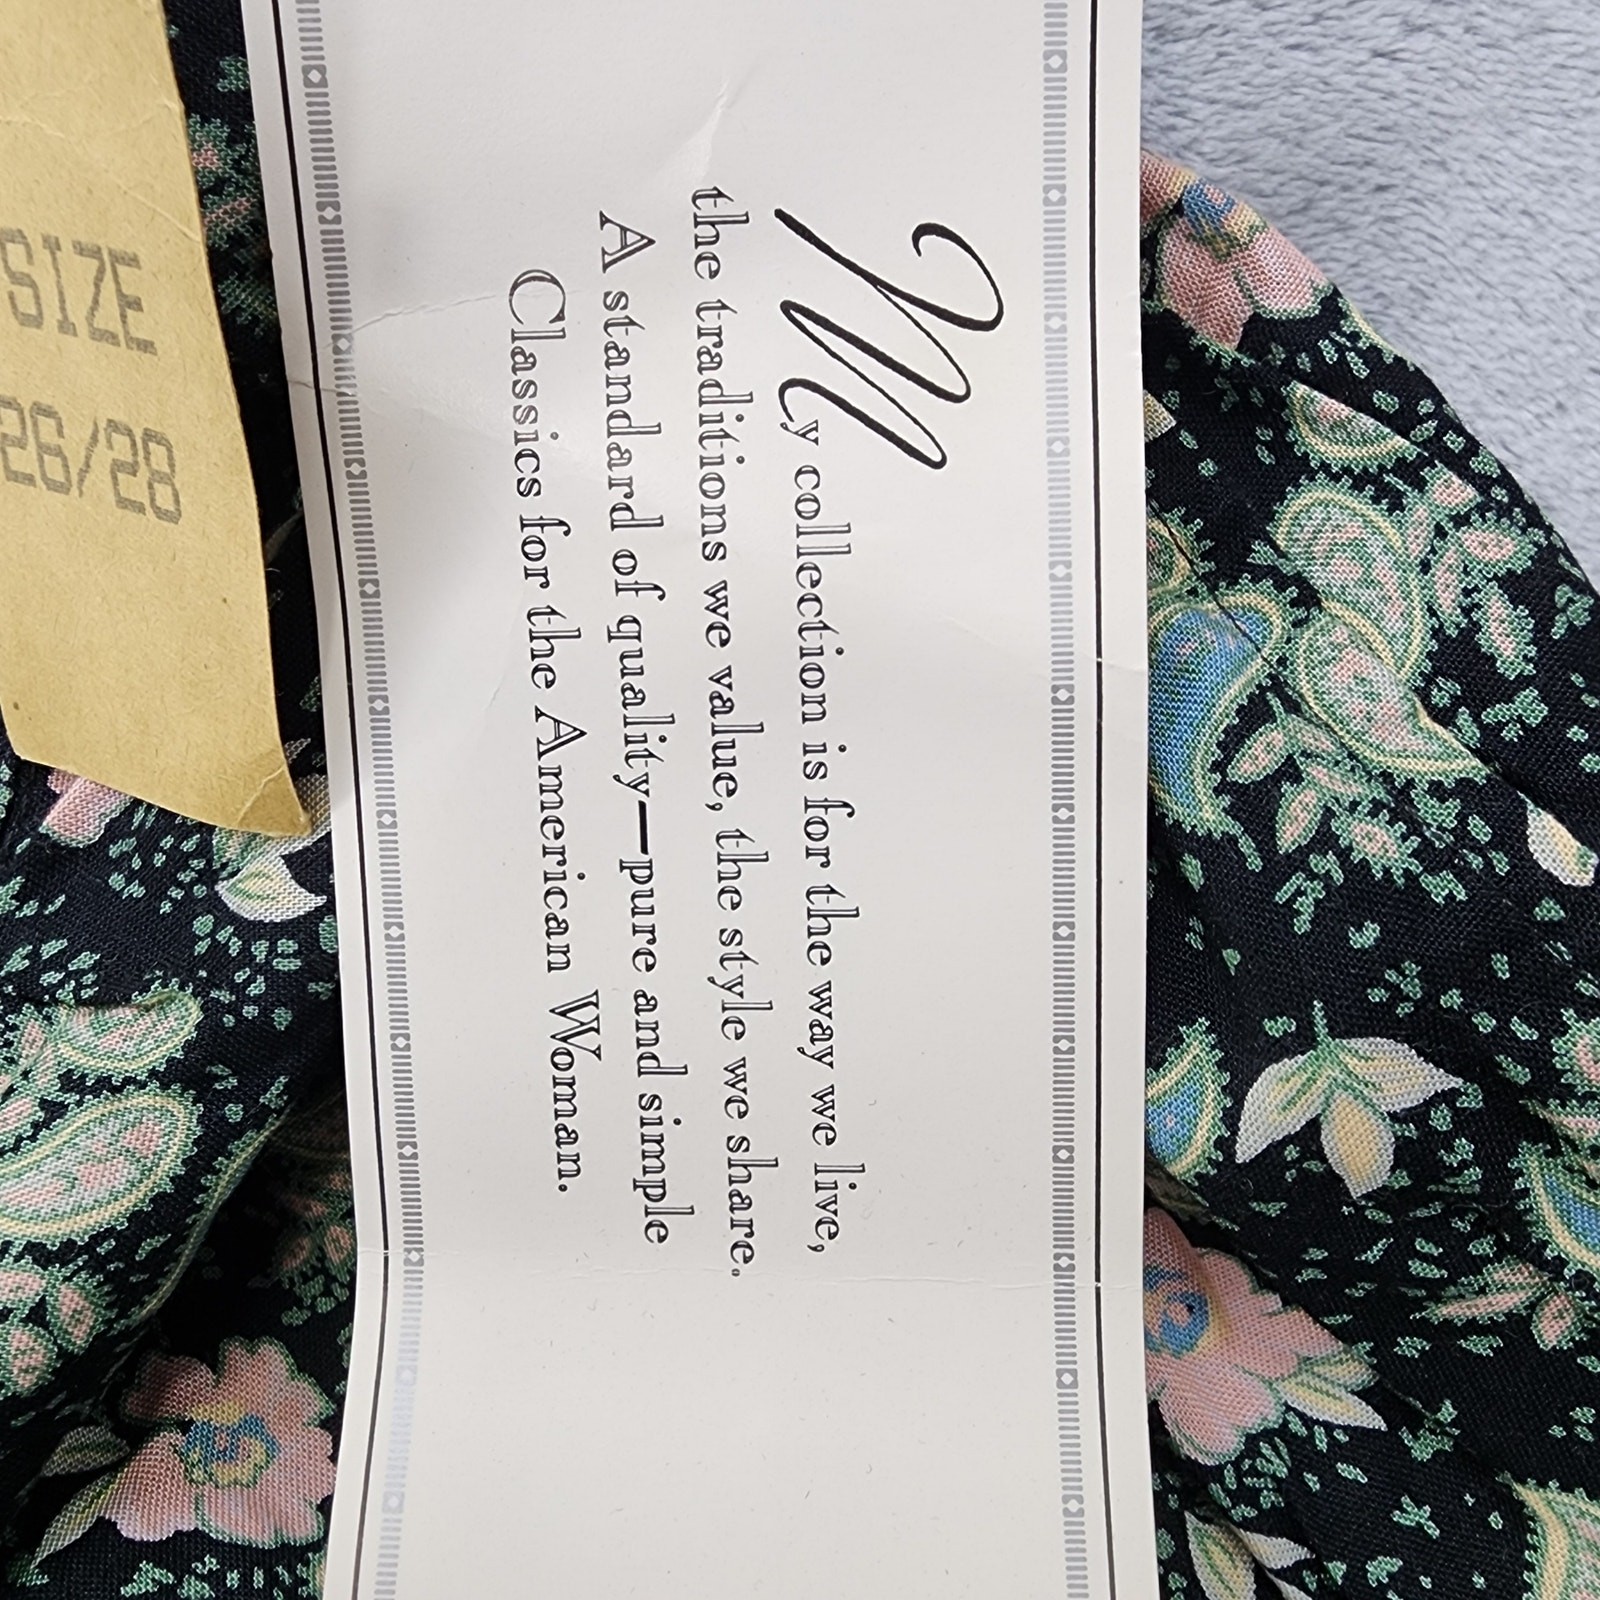 My collection is for the way we live,
the traditions we value, the style we share.
A standard of quality—pure and simple
Classics for the American Woman.
SIZE
26/28